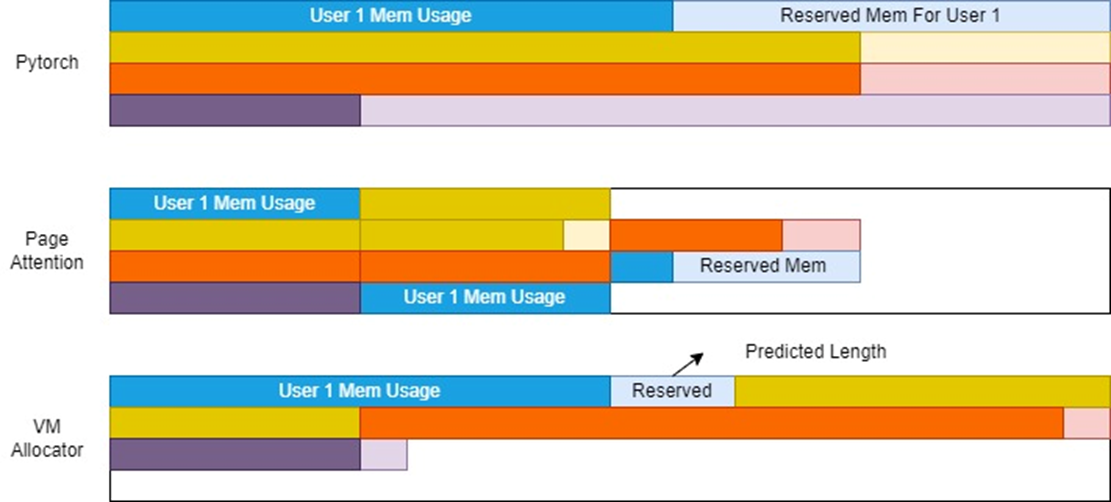 User 1 Mem Usage
Reserved Mem For User 1
Pytorch
User 1 Mem Usage
Page
Attention
Reserved Mem
User 1 Mem Usage
Predicted Length
User 1 Mem Usage
Reserved
VM
Allocator